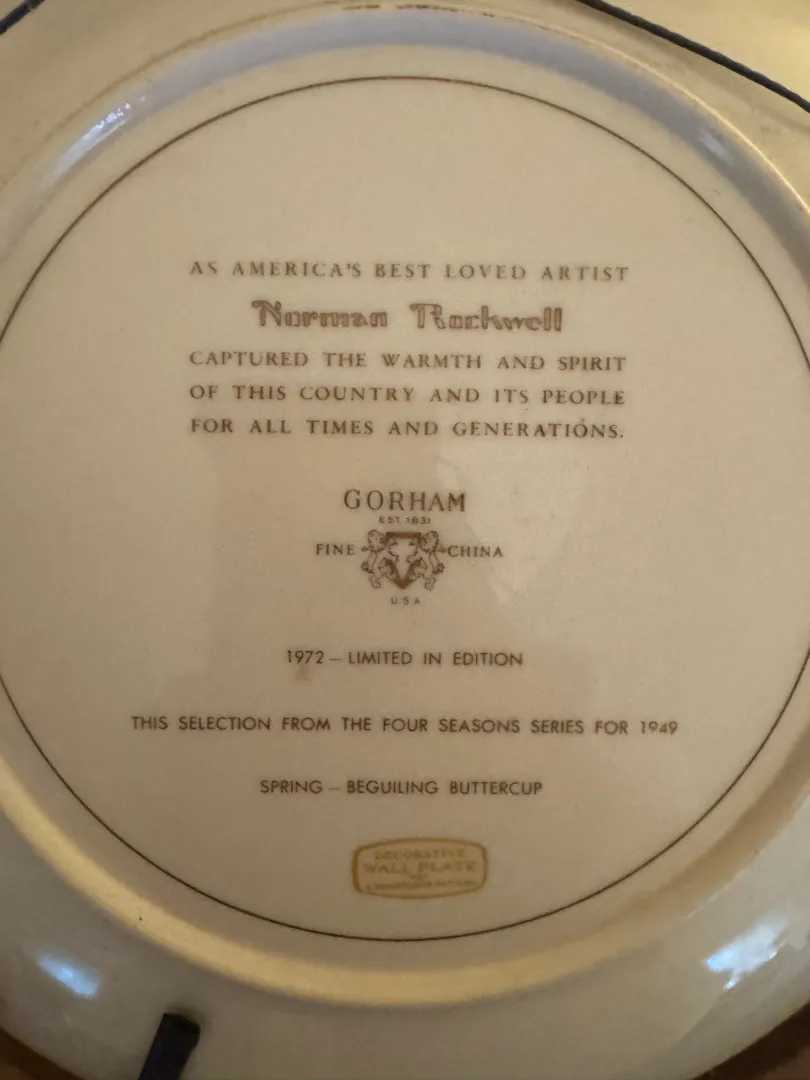 AS AMERICA'S BEST LOVED ARTIST
Norman Rockwell
CAPTURED THE WARMTH AND SPIRIT
OF THIS COUNTRY AND ITS PEOPLE
FOR ALL TIMES AND GENERATIONS.
GORHAM
EST. 1831
FINE CHINA
USA
1972 – LIMITED IN EDITION
THIS SELECTION FROM THE FOUR SEASONS SERIES FOR 1949
SPRING – BEGUILING BUTTERCUP
DECORATIVE
WALL PLATE